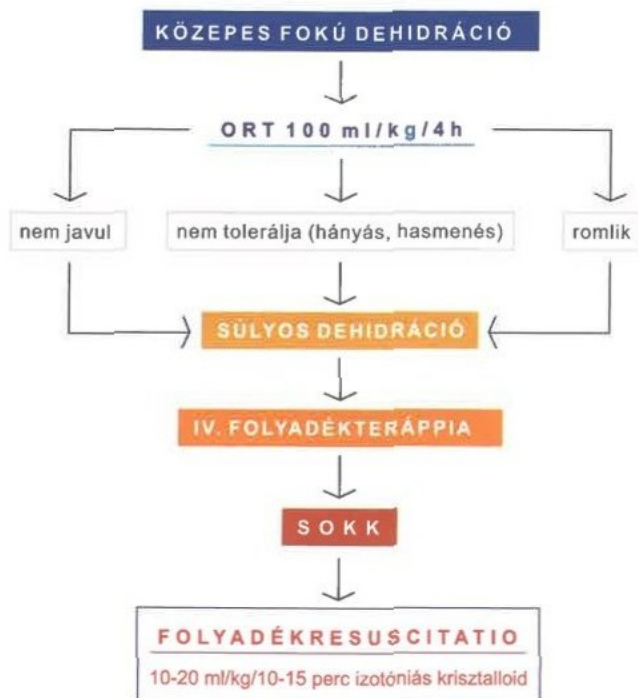 KÖZEPES FOKÚ DEHIDRÁCIÓ
ORT 100 ml/kg/4h
nem javul
nem tolerálja (hányás, hasmenés)
romlik
SÚLYOS DEHIDRÁCIÓ
IV. FOLYADÉKTERÁPPIA
SOKK
FOLYADÉKRESUSCITATIO
10-20 ml/kg/10-15 perc izotóniás krisztalloid